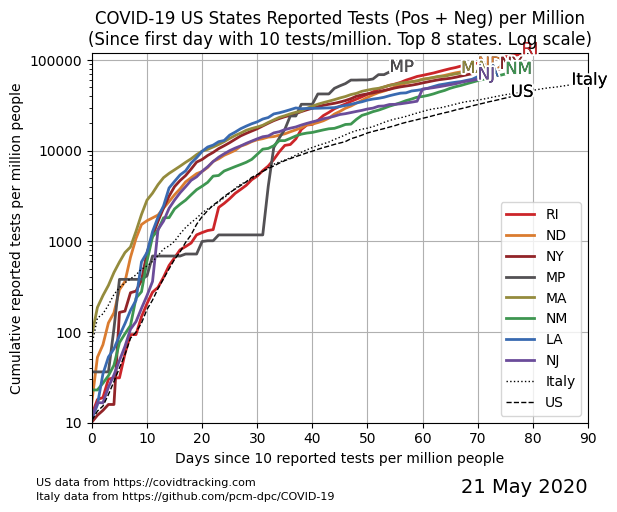 COVID-19 US States Reported Tests (Pos + Neg) per Million
(Since first day with 10 tests/million. Top 8 states. Log scale)
Cumulative reported tests per million people
100000
10000
1000
100
10
RI
MP
MA
ND
NY
NJ
NM
Italy
US
RI
ND
NY
MP
MA
NM
LA
NJ
Italy
US
0 10 20 30 40 50 60 70 80 90
Days since 10 reported tests per million people
US data from https://covidtracking.com
Italy data from https://github.com/pcm-dpc/COVID-19
21 May 2020